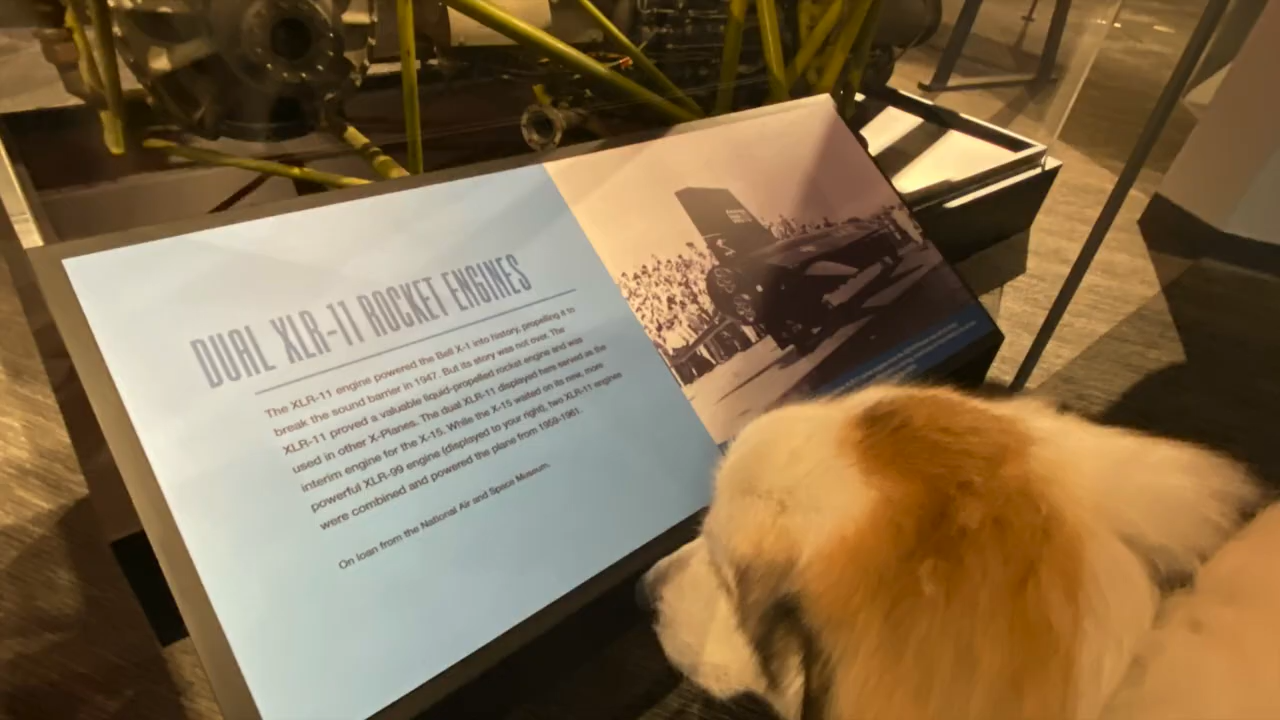 DUAL XLR-11 ROCKET ENGINES
The XLR-11 engine powered the Bell X-1 into history, propelling it to
break the sound barrier in 1947. But its story was not over. The
XLR-11 proved a valuable liquid-propelled rocket engine and was
used in other X-Planes. The dual XLR-11 displayed here served as the
interim engine for the X-15. While the X-15 waited on its new, more
powerful XLR-99 engine (displayed to your right), two XLR-11 engines
were combined and powered the plane from 1959-1961.
On loan from the National Air and Space Museum